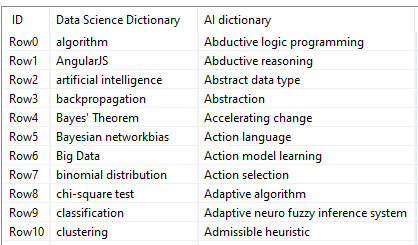 ID Data Science Dictionary AI dictionary
Row0 algorithm Abductive logic programming
Row1 AngularJS Abductive reasoning
Row2 artificial intelligence Abstract data type
Row3 backpropagation Abstraction
Row4 Bayes' Theorem Accelerating change
Row5 Bayesian networkbias Action language
Row6 Big Data Action model learning
Row7 binomial distribution Action selection
Row8 chi-square test Adaptive algorithm
Row9 classification Adaptive neuro fuzzy inference system
Row10 clustering Admissible heuristic